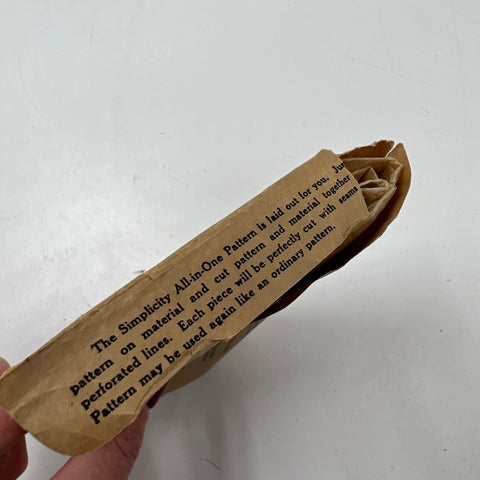 The Simplicity All-in-One Pattern is laid out for you. Jus
pattern on material and cut pattern and material together
perforated lines. Each piece will be perfectly cut with seams
Pattern may be used again like an ordinary pattern.